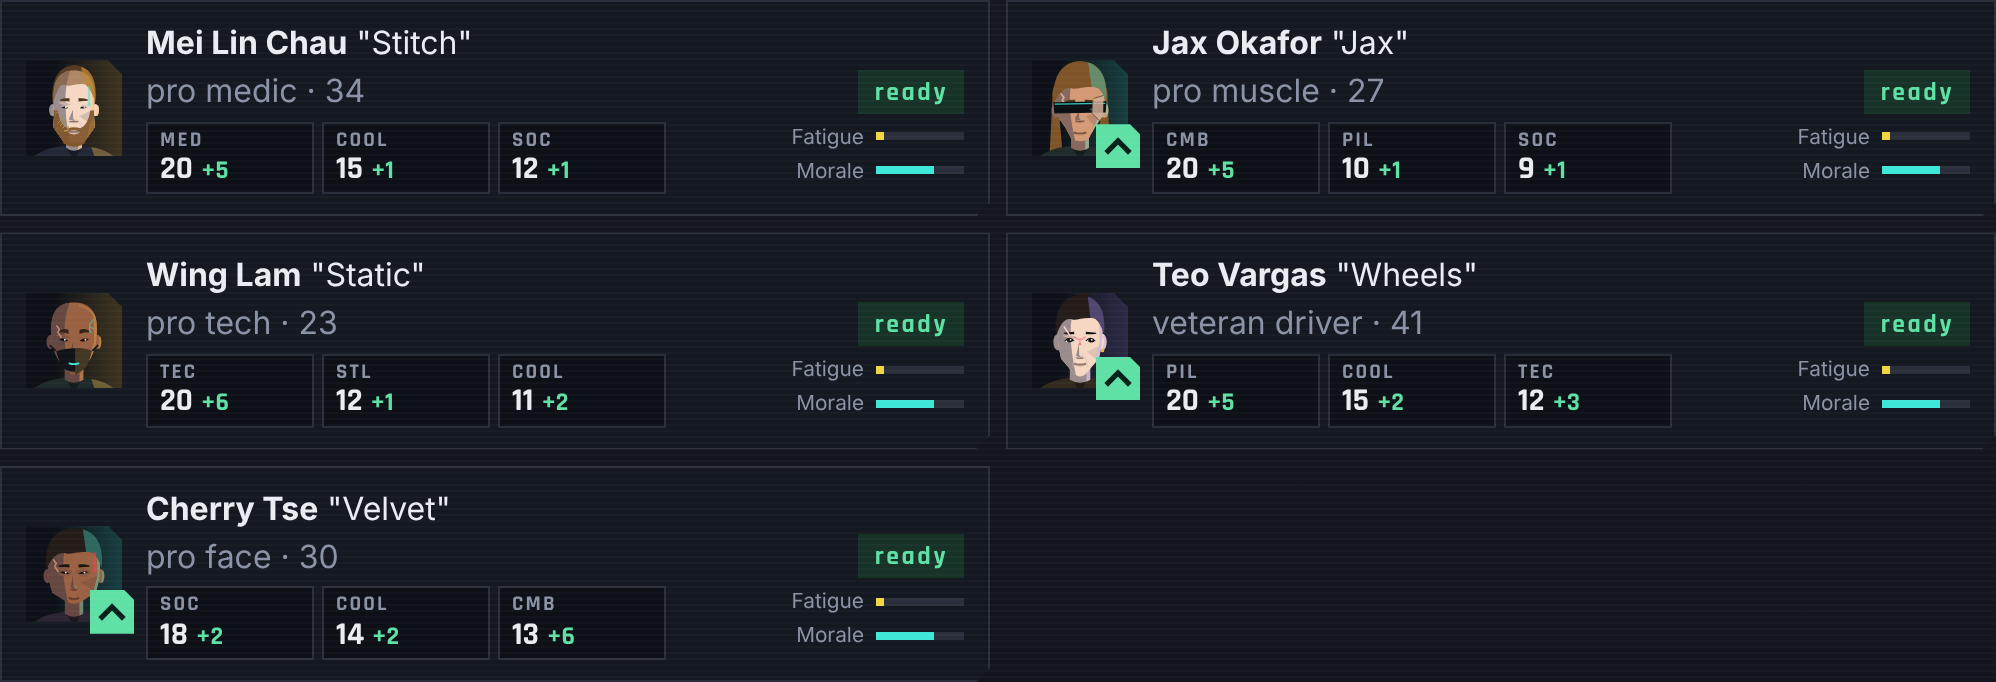 Mei Lin Chau "Stitch"
pro medic · 34
ready
MED COOL SOC
20 +5 15 +1 12 +1
Fatigue
Morale
Jax Okafor "Jax"
pro muscle · 27
ready
CMB PIL SOC
20 +5 10 +1 9 +1
Fatigue
Morale
Wing Lam "Static"
pro tech · 23
ready
TEC STL COOL
20 +6 12 +1 11 +2
Fatigue
Morale
Teo Vargas "Wheels"
veteran driver · 41
ready
PIL COOL TEC
20 +5 15 +2 12 +3
Fatigue
Morale
Cherry Tse "Velvet"
pro face · 30
ready
SOC COOL CMB
18 +2 14 +2 13 +6
Fatigue
Morale